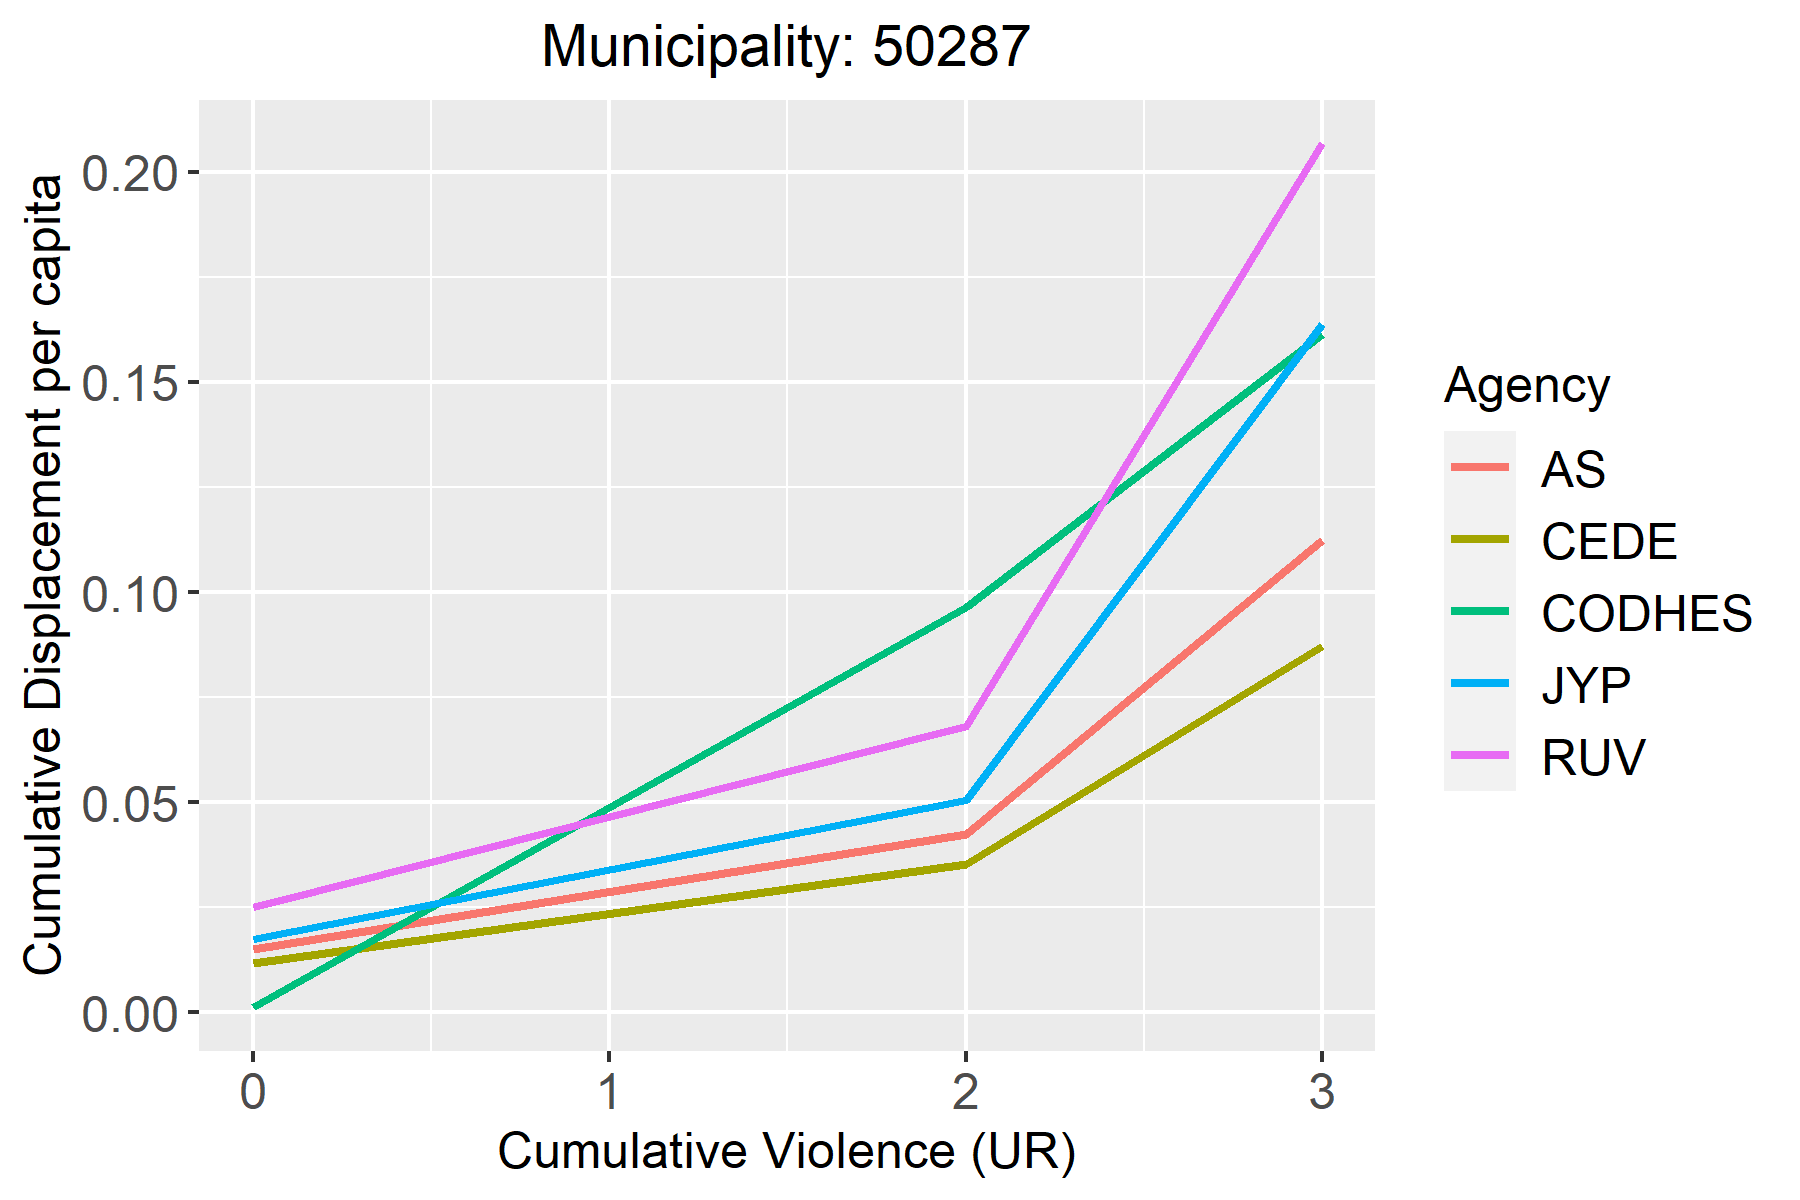 Municipality: 50287
Cumulative Displacement per capita
0.20
0.15
0.10
0.05
0.00
0 1 2 3
Cumulative Violence (UR)
Agency
AS
CEDE
CODHES
JYP
RUV